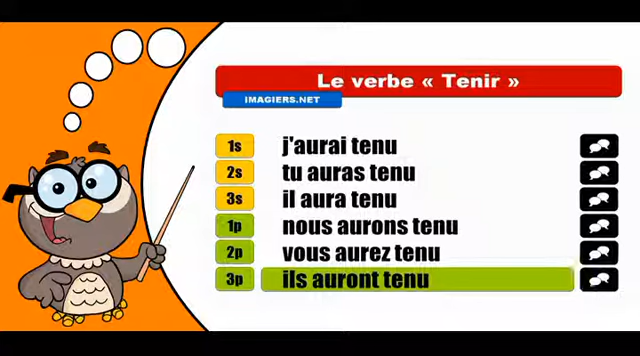 Le verbe « Tenir »
IMAGIERS.NET
1s j'aurai tenu
2s tu auras tenu
3s il aura tenu
1p nous aurons tenu
2p vous aurez tenu
3p ils auront tenu